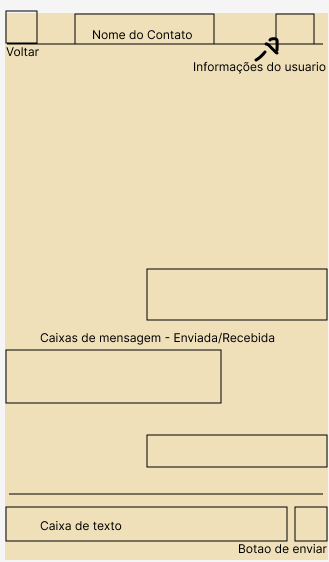 Nome do Contato
Voltar
Informações do usuario
Caixas de mensagem - Enviada/Recebida
Caixa de texto
Botao de enviar